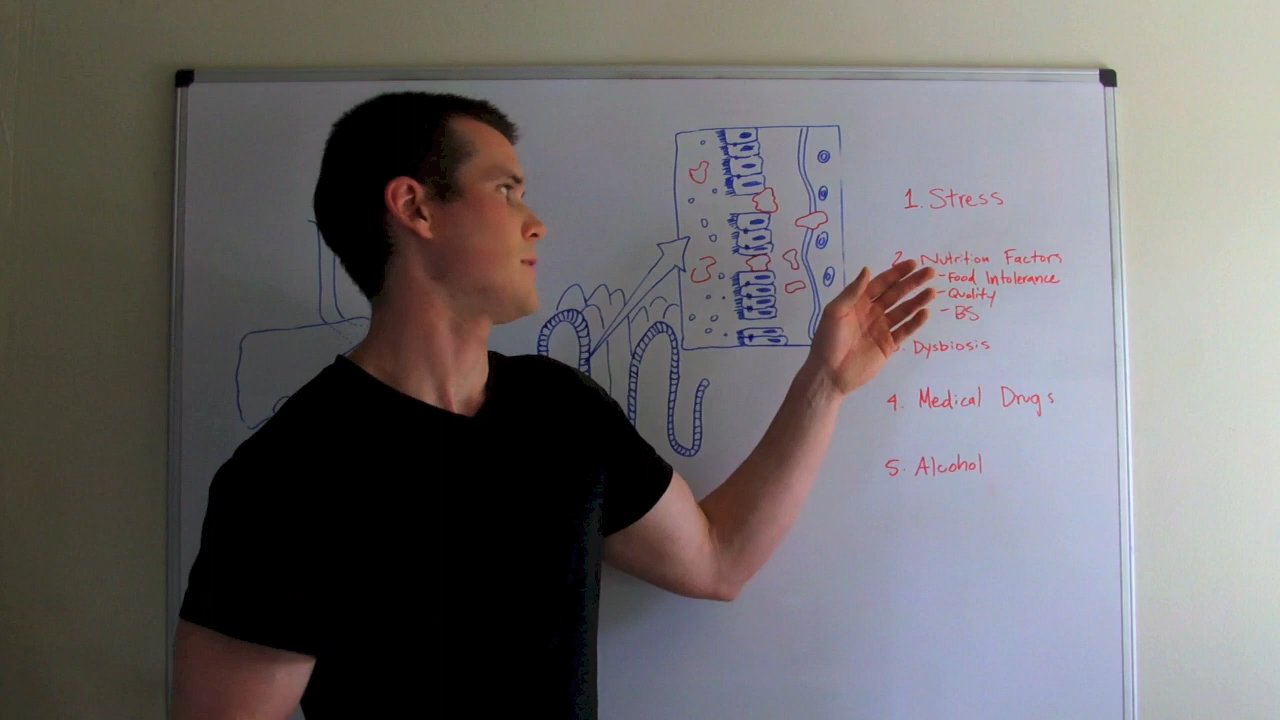 1. Stress
2. Nutrition Factors
- Food Intolerance
- Quality
- BS
3. Dysbiosis
4. Medical Drugs
5. Alcohol